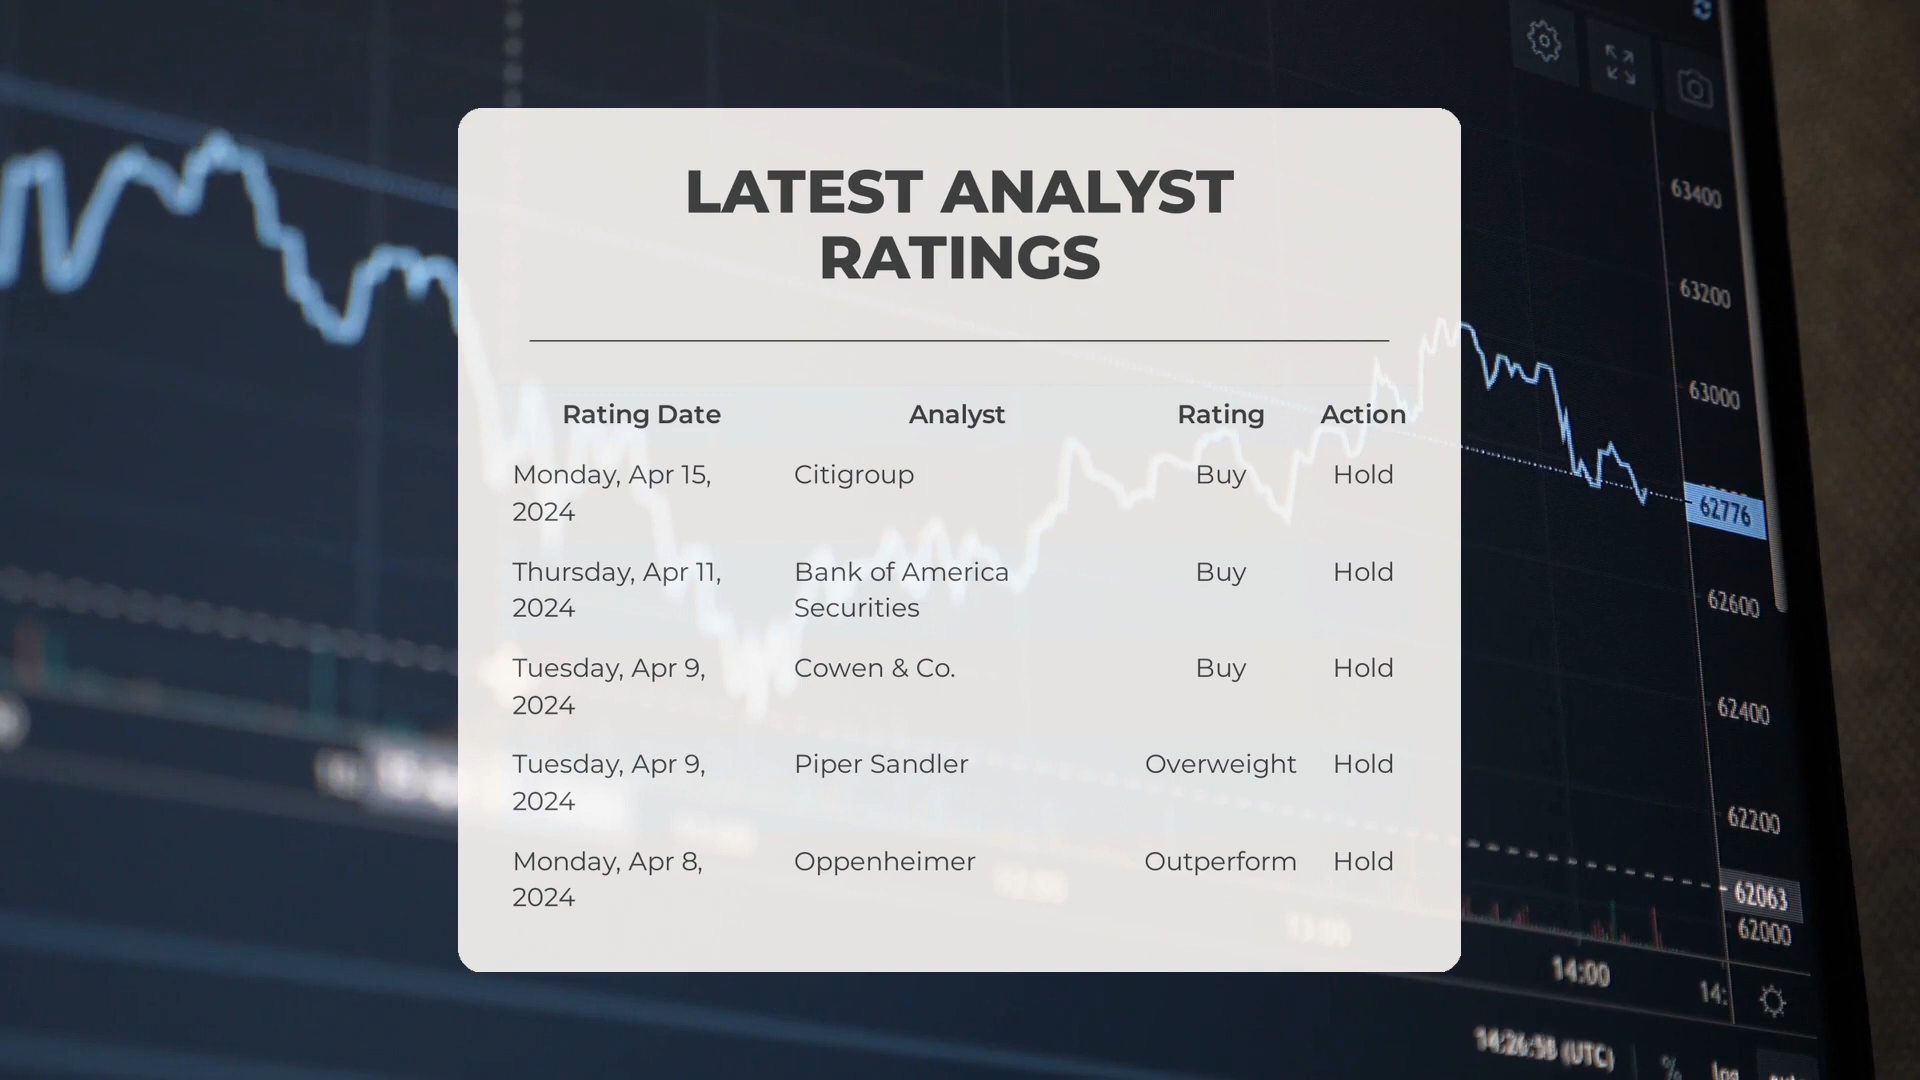 LATEST ANALYST
RATINGS
Rating Date Analyst Rating Action
Monday, Apr 15, Citigroup Buy Hold
2024
Thursday, Apr 11, Bank of America Buy Hold
2024 Securities
Tuesday, Apr 9, Cowen & Co. Buy Hold
2024
Tuesday, Apr 9, Piper Sandler Overweight Hold
2024
Monday, Apr 8, Oppenheimer Outperform Hold
2024
63400
63200
63000
62776
62600
62400
62200
62063
62000
14:00
14:
14:26:58 (UTC)
%
log